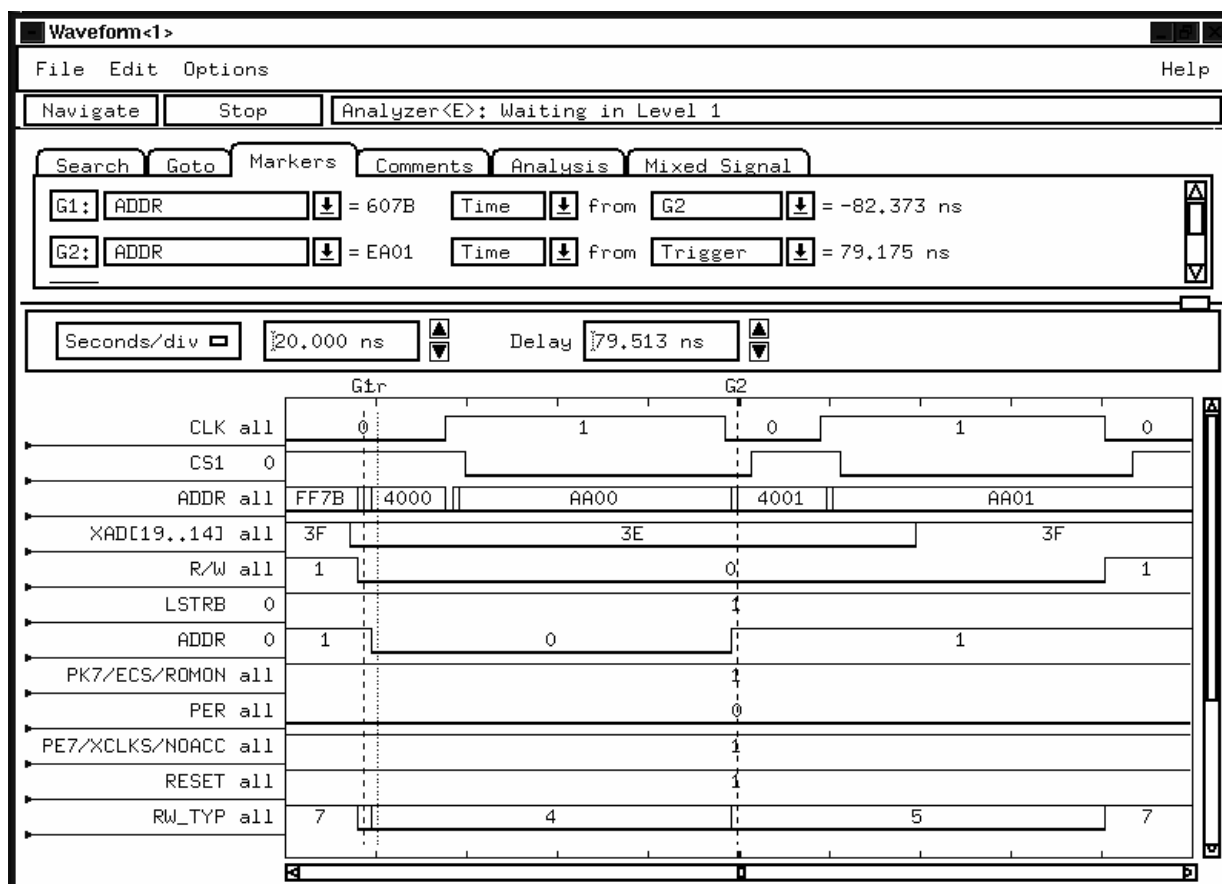 Waveform<1>
File Edit Options Help
Navigate Stop Analyzer<E>: Waiting in Level 1
Search Goto Markers Comments Analysis Mixed Signal
G1: ADDR = 607B Time from G2 = -82.373 ns
G2: ADDR = EA01 Time from Trigger = 79.175 ns
Seconds/div 20.000 ns Delay 79.513 ns
G1r G2
CLK all 0 1 0 1 0
CS1 0
ADDR all FF7B 4000 AA00 4001 AA01
XAD[19..14] all 3F 3E 3F
R/W all 1 0 1
LSTRB 0 1
ADDR 0 1 0 1
PK7/ECS/ROMON all 1
PER all 0
PE7/XCLKS/NOACC all 1
RESET all 1
RW_TYP all 7 4 5 7